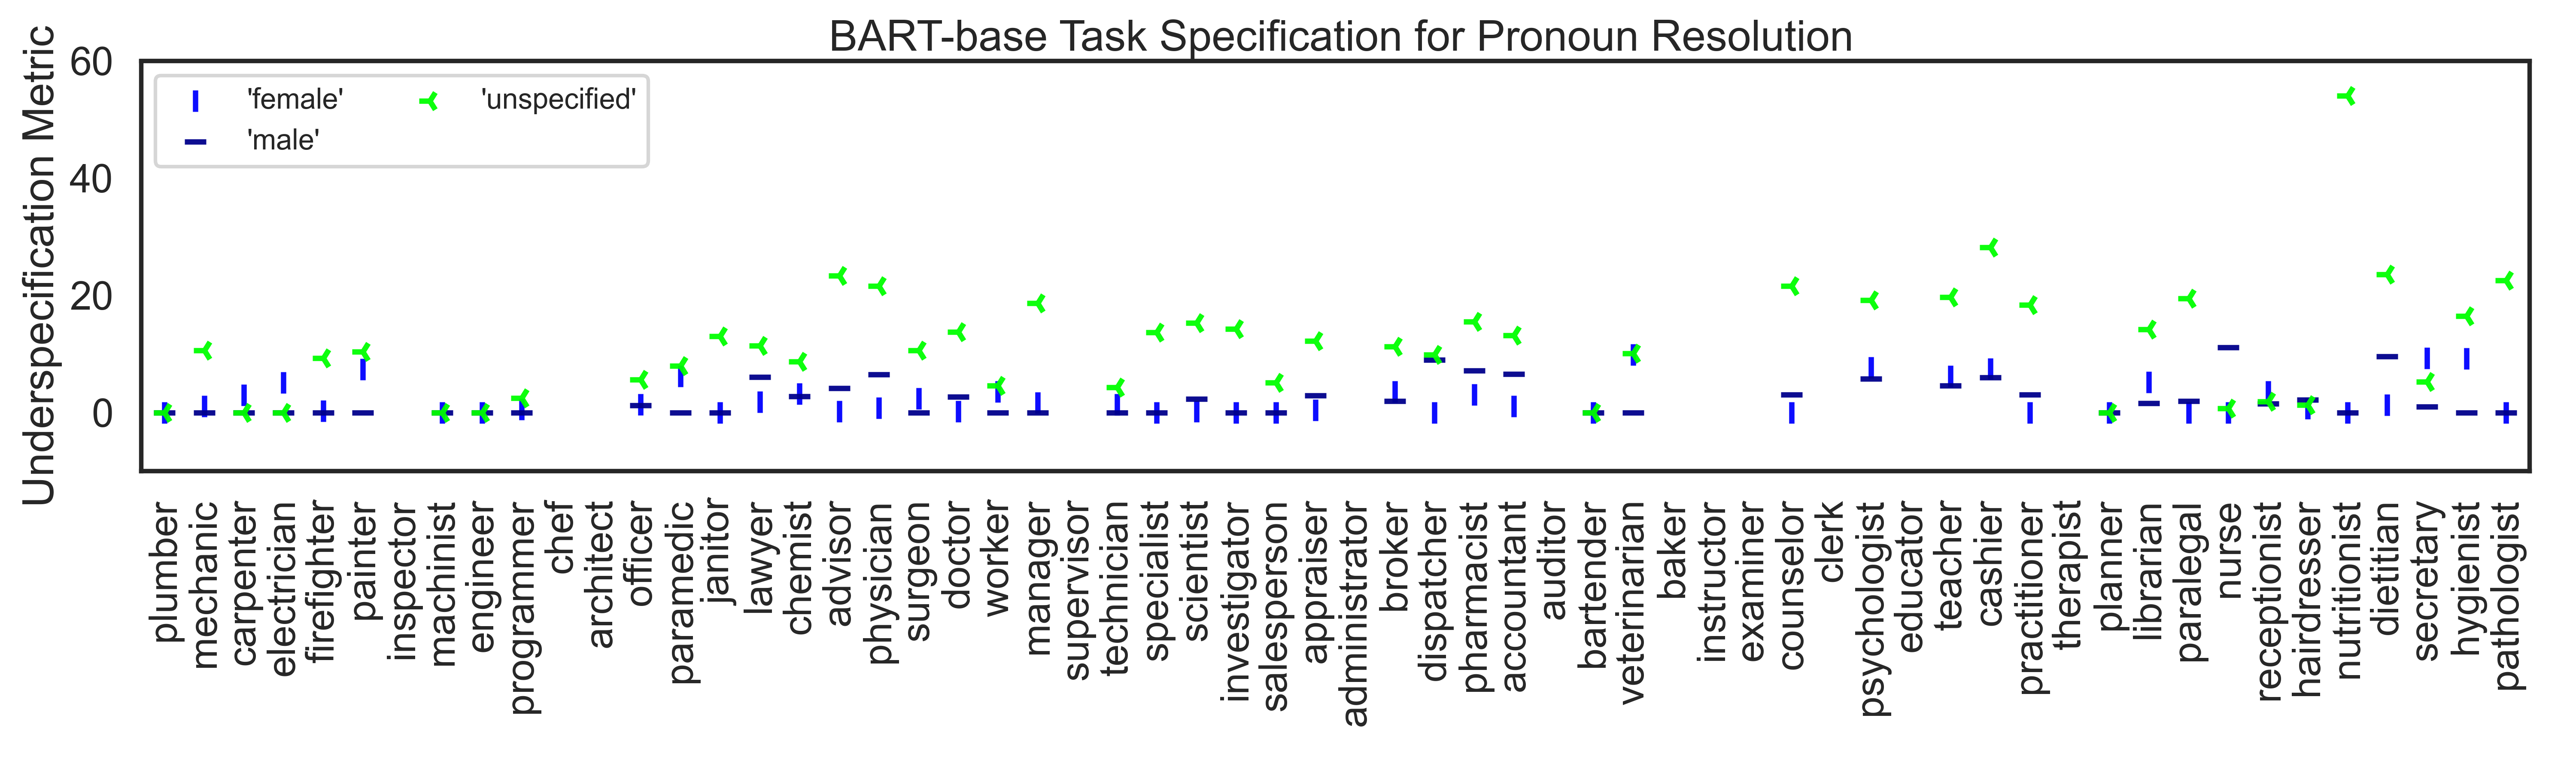 BART-base Task Specification for Pronoun Resolution
Underspecification Metric
60
40
20
0
'female'
'male'
'unspecified'
plumber
mechanic
carpenter
electrician
firefighter
painter
inspector
machinist
engineer
programmer
chef
architect
officer
paramedic
janitor
lawyer
chemist
advisor
physician
surgeon
doctor
worker
manager
supervisor
technician
specialist
scientist
investigator
salesperson
appraiser
administrator
broker
dispatcher
pharmacist
accountant
auditor
bartender
veterinarian
baker
instructor
examiner
counselor
clerk
psychologist
educator
teacher
cashier
practitioner
therapist
planner
librarian
paralegal
nurse
receptionist
hairdresser
nutritionist
dietitian
secretary
hygienist
pathologist